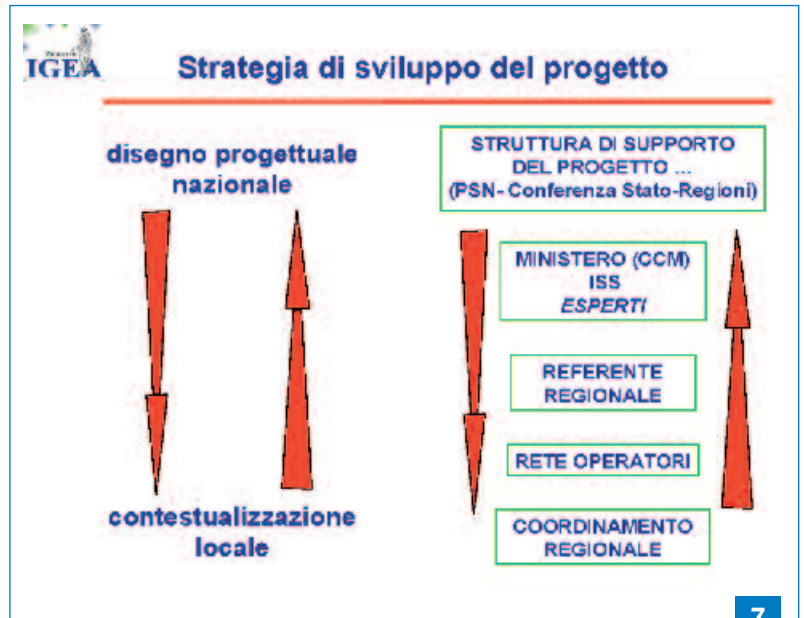 PROGETTO
IGEA
Strategia di sviluppo del progetto
disegno progettuale
nazionale
contestualizzazione
locale
STRUTTURA DI SUPPORTO
DEL PROGETTO ...
(PSN- Conferenza Stato-Regioni)
MINISTERO (CCM)
ISS
ESPERTI
REFERENTE
REGIONALE
RETE OPERATORI
COORDINAMENTO
REGIONALE
7